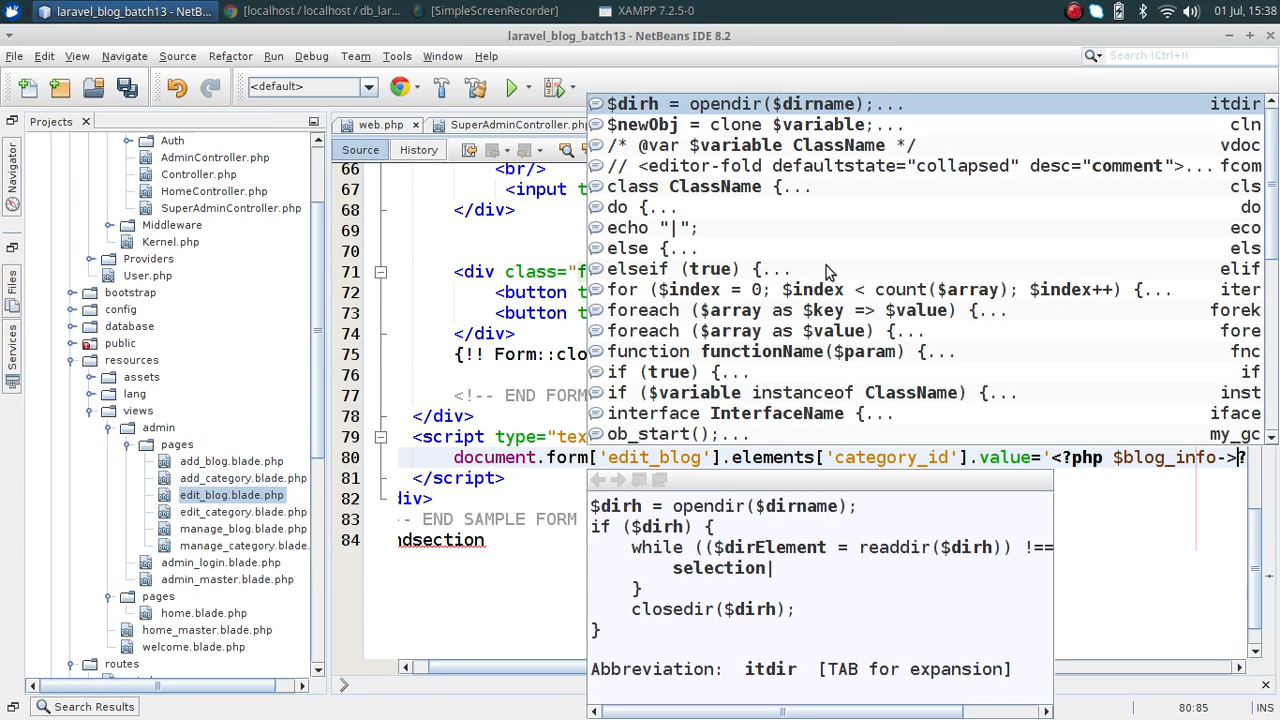 laravel_blog_batch13 - NetB...
[localhost / localhost / db_lar...
[SimpleScreenRecorder]
XAMPP 7.2.5-0
01 Jul, 15:38
laravel_blog_batch13 - NetBeans IDE 8.2
File Edit View Navigate Source Refactor Run Debug Team Tools Window Help
Search (Ctrl+I)
<default>
Projects
web.php
SuperAdminController.php
Source History
Navigator
Files
Services
Auth
AdminController.php
Controller.php
HomeController.php
SuperAdminController.php
Middleware
Kernel.php
Providers
User.php
bootstrap
config
database
public
resources
assets
lang
views
admin
pages
add_blog.blade.php
add_category.blade.php
edit_blog.blade.php
edit_category.blade.php
manage_blog.blade.php
manage_category.blade.
admin_login.blade.php
admin_master.blade.php
pages
home.blade.php
home_master.blade.php
welcome.blade.php
routes
66 <br/>
67 <input t
68 </div>
69
70
71 <div class="f
72 <button t
73 <button t
74 </div>
75 {!! Form::clo
76
77 <!-- END FORM
78 </div>
79 <script type="tex
80 document.form['edit_blog'].elements['category_id'].value='<?php $blog_info->?
81 </script>
82 div>
83 -- END SAMPLE FORM
84 ndsection
$dirh = opendir($dirname);... itdir
$newObj = clone $variable;... cln
/* @var $variable ClassName */ vdoc
// <editor-fold defaultstate="collapsed" desc="comment">... fcom
class ClassName {... cls
do {... do
echo "|"; eco
else {... els
elseif (true) {... elif
for ($index = 0; $index < count($array); $index++) {... iter
foreach ($array as $key => $value) {... forek
foreach ($array as $value) {... fore
function functionName($param) {... fnc
if (true) {... if
if ($variable instanceof ClassName) {... inst
interface InterfaceName {... iface
ob_start();... my_gc
$dirh = opendir($dirname);
if ($dirh) {
while (($dirElement = readdir($dirh)) !==
selection|
}
closedir($dirh);
}
Abbreviation: itdir [TAB for expansion]
Search Results
80:85 INS